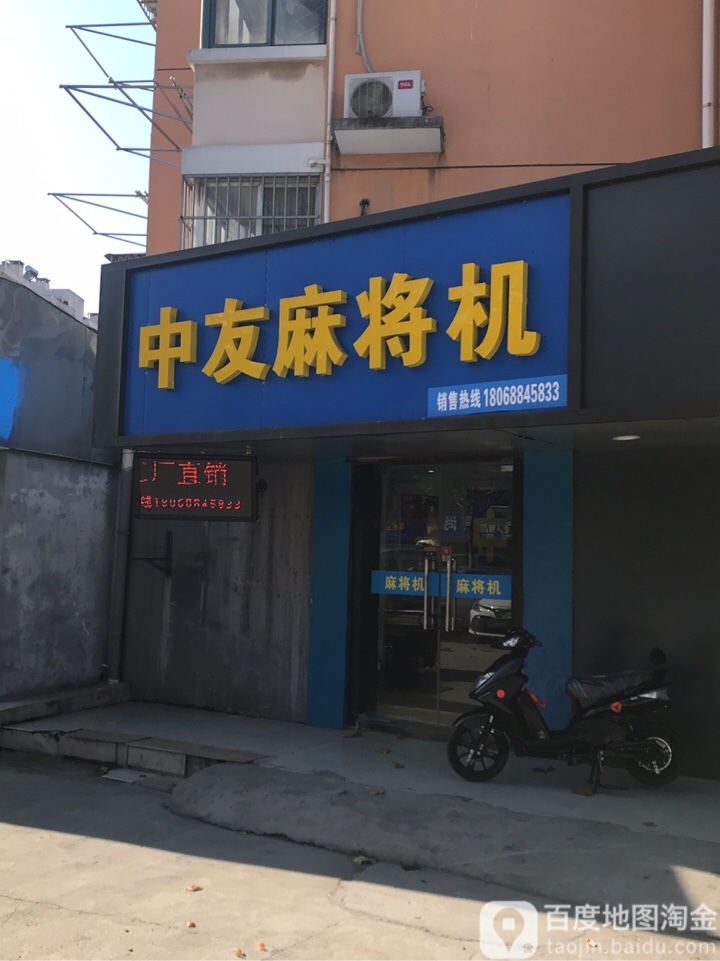 TCL
中友麻将机
销售热线 18068845833
厂直销
线18068845833
麻将机 麻将机
百度地图淘金
taojin.baidu.com